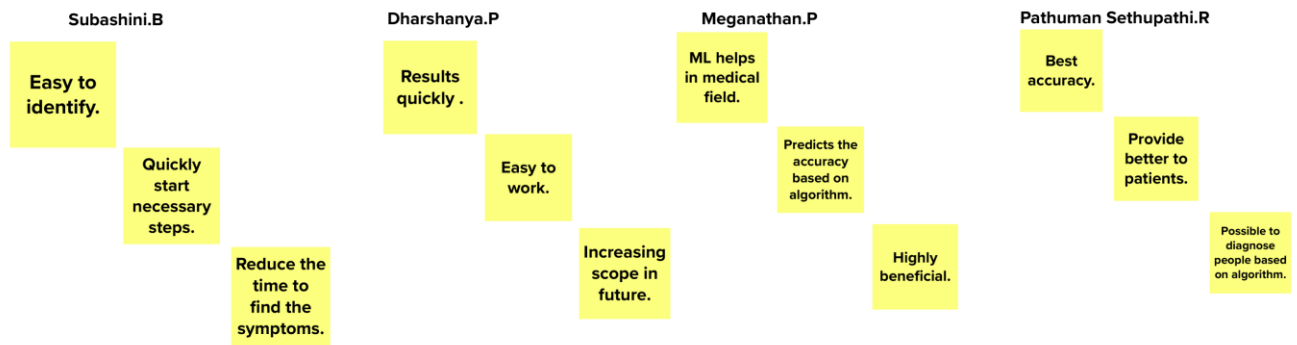 Subashini.B
Easy to
identify.
Quickly
start
necessary
steps.
Reduce the
time to
find the
symptoms.
Dharshanya.P
Results
quickly .
Easy to
work.
Increasing
scope in
future.
Meganathan.P
ML helps
in medical
field.
Predicts the
accuracy
based on
algorithm.
Highly
beneficial.
Pathuman Sethupathi.R
Best
accuracy.
Provide
better to
patients.
Possible to
diagnose
people based
on algorithm.